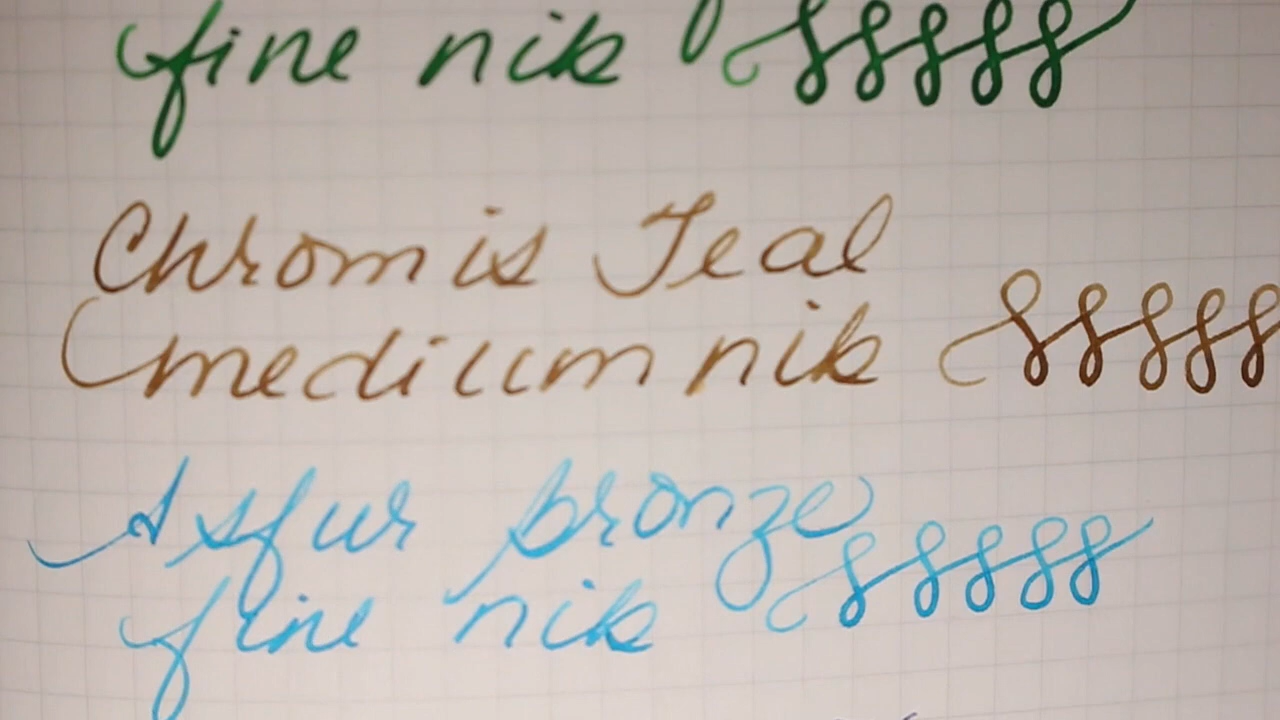 fine nib
Chromis Teal
medium nib
Asfur bronze
fine nib